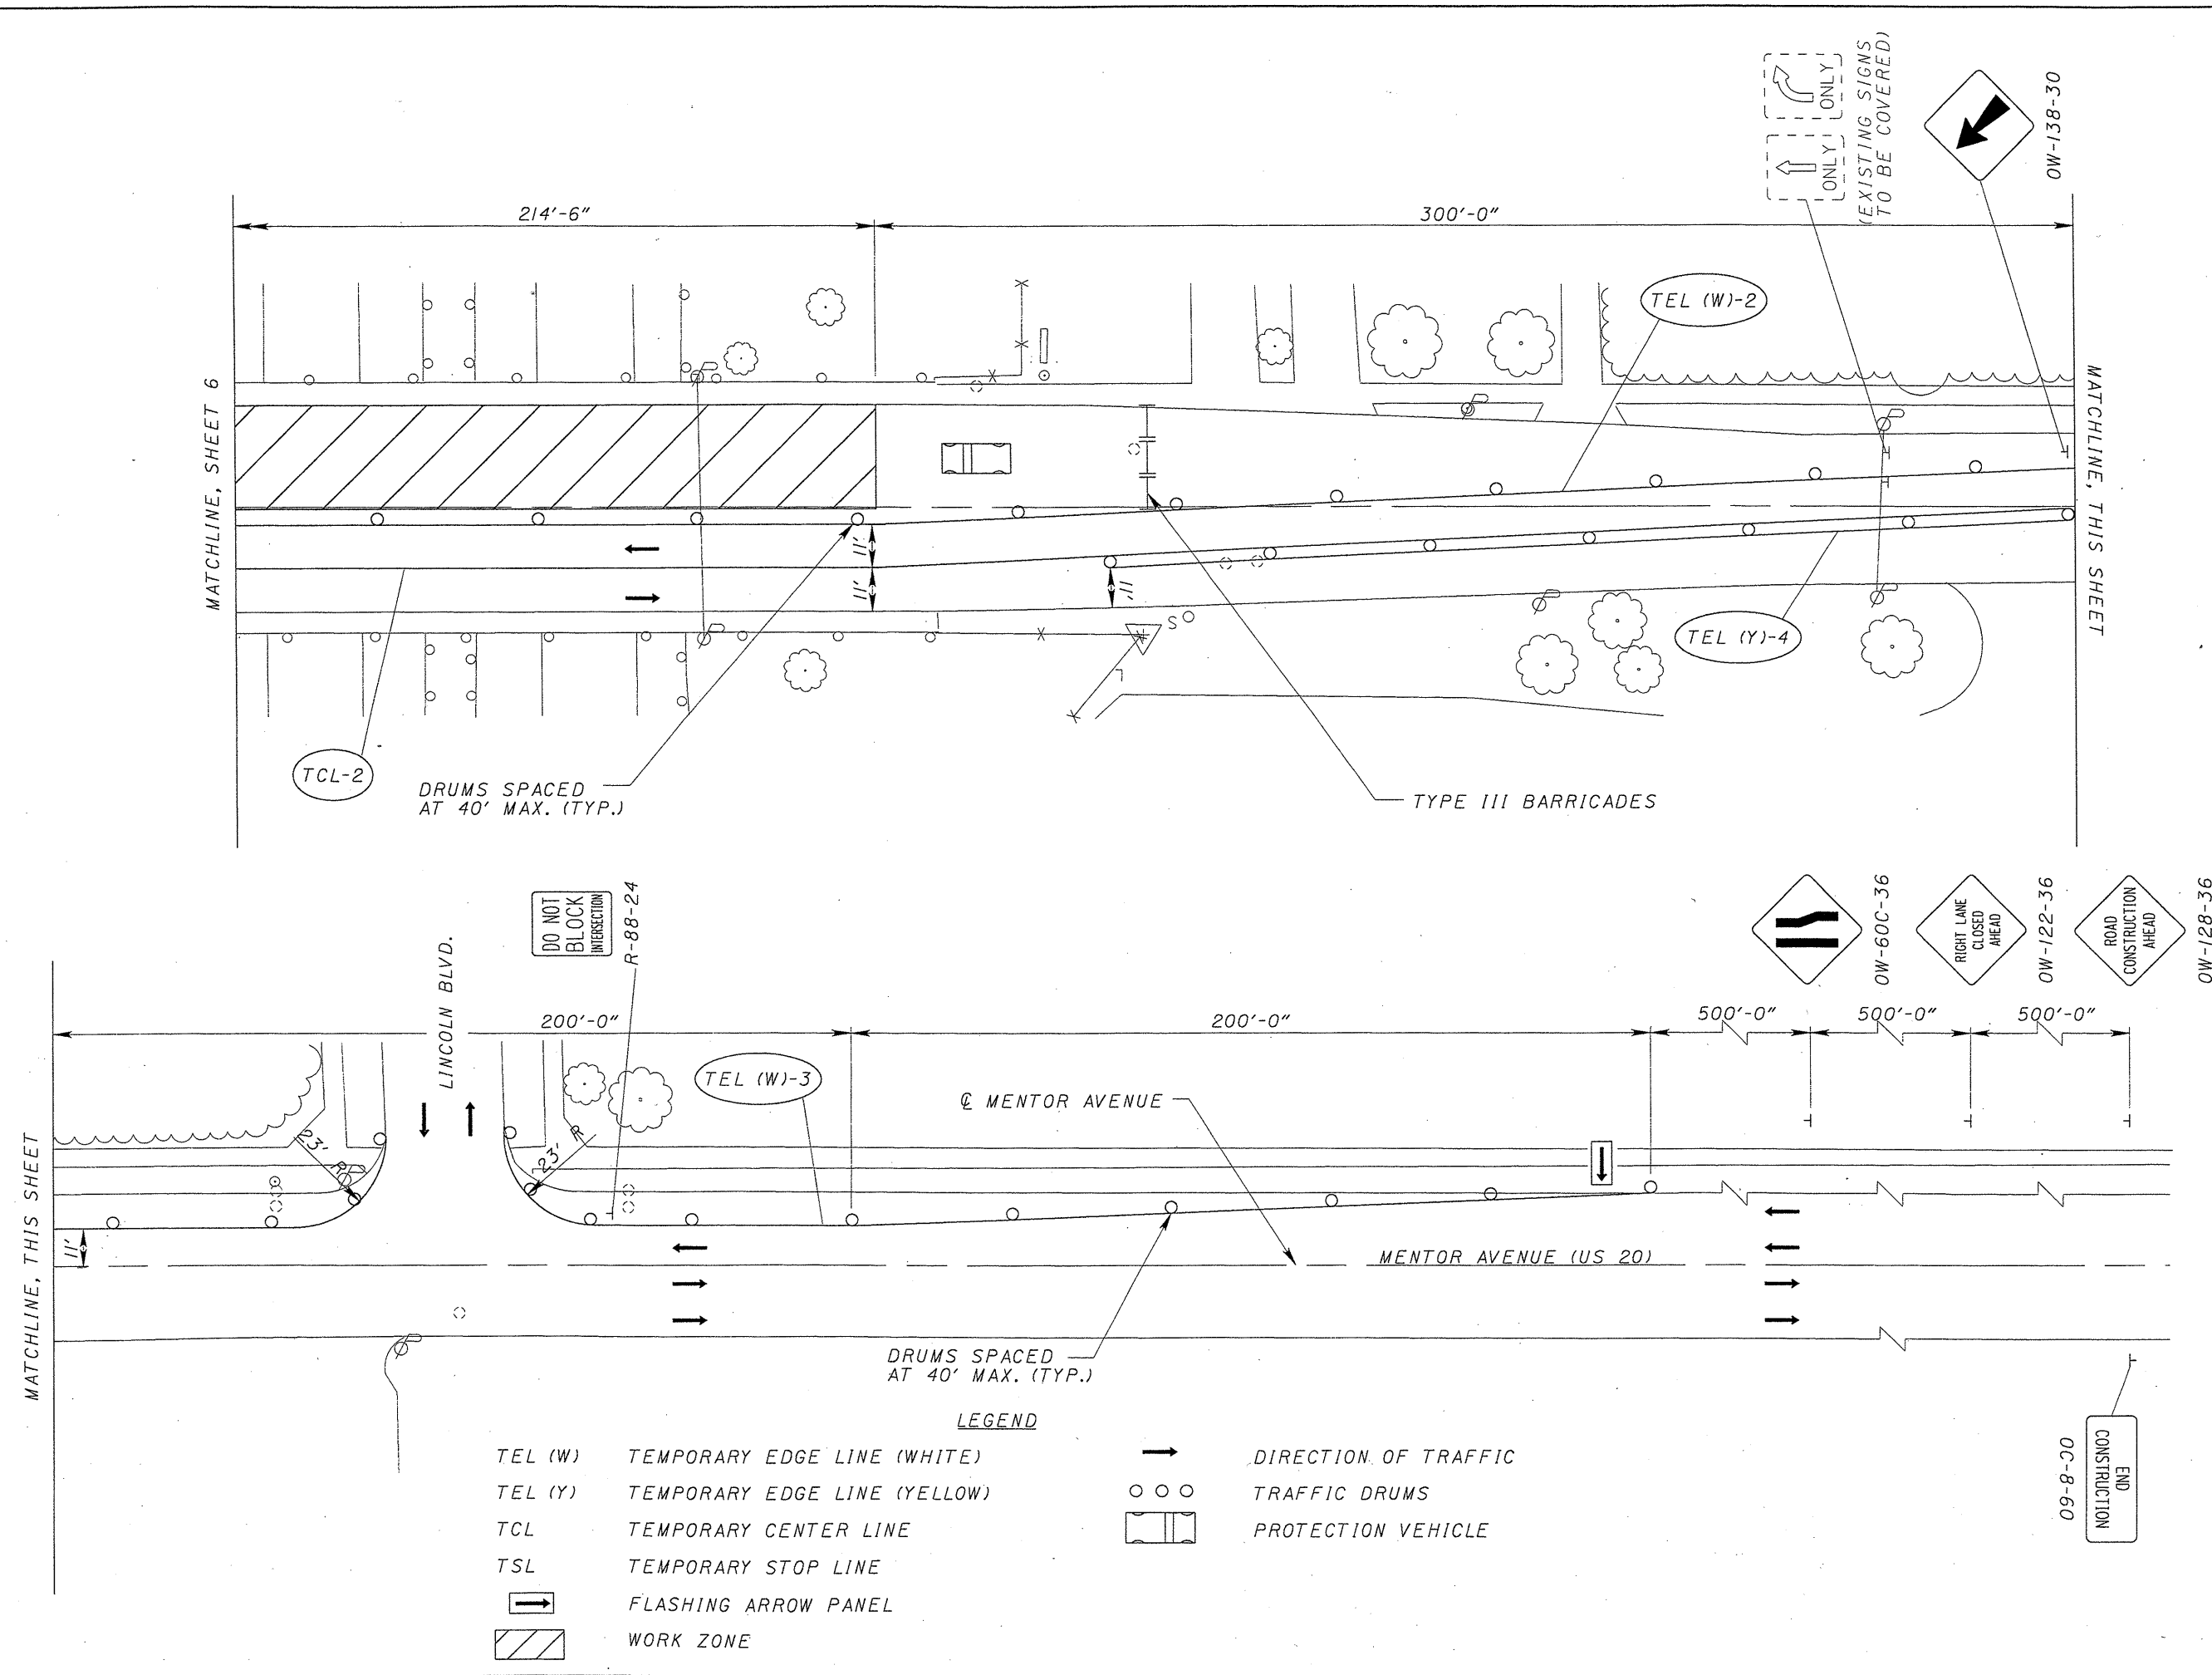 ONLY
ONLY
(EXISTING SIGNS
TO BE COVERED)
OW-138-30
214'-6"
300'-0"
MATCHLINE, SHEET 6
MATCHLINE, THIS SHEET
TEL (W)-2
11'
11'
11'
S
TEL (Y)-4
TCL-2
DRUMS SPACED
AT 40' MAX. (TYP.)
TYPE III BARRICADES
DO NOT
BLOCK
INTERSECTION
R-88-24
LINCOLN BLVD.
OW-60C-36
RIGHT LANE
CLOSED
AHEAD
OW-122-36
ROAD
CONSTRUCTION
AHEAD
OW-128-36
200'-0"
200'-0"
500'-0"
500'-0"
500'-0"
TEL (W)-3
℄ MENTOR AVENUE
23' R
23' R
MATCHLINE, THIS SHEET
11'
MENTOR AVENUE (US 20)
DRUMS SPACED
AT 40' MAX. (TYP.)
END
CONSTRUCTION
OC-8-60
LEGEND
TEL (W) TEMPORARY EDGE LINE (WHITE)
TEL (Y) TEMPORARY EDGE LINE (YELLOW)
TCL TEMPORARY CENTER LINE
TSL TEMPORARY STOP LINE
FLASHING ARROW PANEL
WORK ZONE
DIRECTION OF TRAFFIC
TRAFFIC DRUMS
PROTECTION VEHICLE